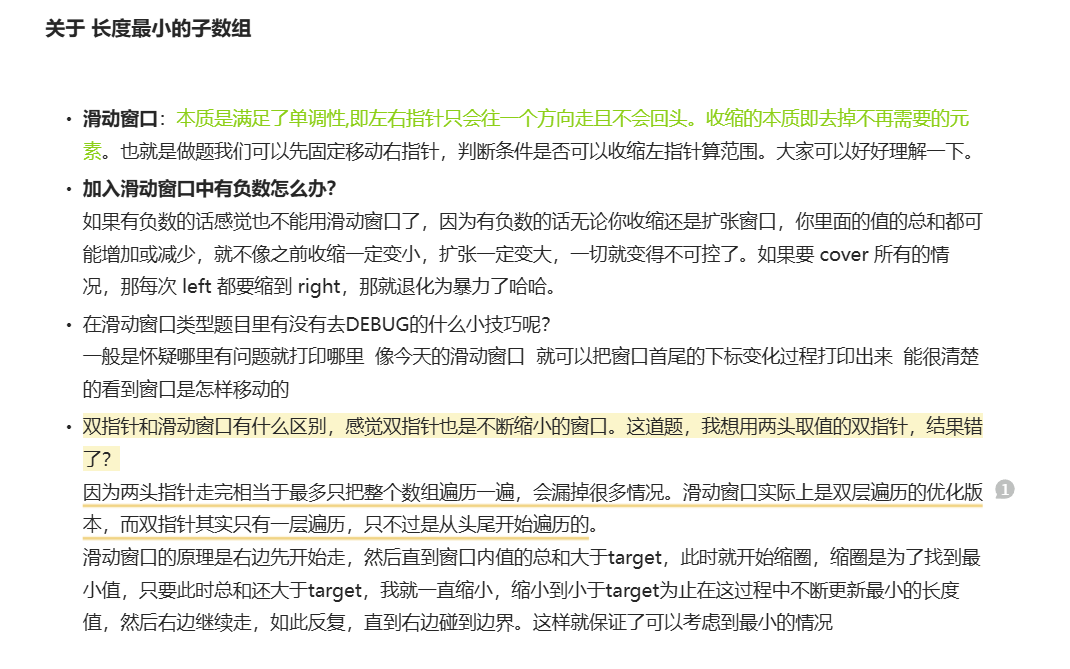 关于 长度最小的子数组
• 滑动窗口：本质是满足了单调性,即左右指针只会往一个方向走且不会回头。收缩的本质即去掉不再需要的元
素。也就是做题我们可以先固定移动右指针，判断条件是否可以收缩左指针算范围。大家可以好好理解一下。
• 加入滑动窗口中有负数怎么办？
如果有负数的话感觉也不能用滑动窗口了，因为有负数的话无论你收缩还是扩张窗口，你里面的值的总和都可
能增加或减少，就不像之前收缩一定变小，扩张一定变大，一切就变得不可控了。如果要 cover 所有的情
况，那每次 left 都要缩到 right，那就退化为暴力了哈哈。
• 在滑动窗口类型题目里有没有去DEBUG的什么小技巧呢？
一般是怀疑哪里有问题就打印哪里 像今天的滑动窗口 就可以把窗口首尾的下标变化过程打印出来 能很清楚
的看到窗口是怎样移动的
• 双指针和滑动窗口有什么区别，感觉双指针也是不断缩小的窗口。这道题，我想用两头取值的双指针，结果错
了？
因为两头指针走完相当于最多只把整个数组遍历一遍，会漏掉很多情况。滑动窗口实际上是双层遍历的优化版 1
本，而双指针其实只有一层遍历，只不过是从头尾开始遍历的。
滑动窗口的原理是右边先开始走，然后直到窗口内值的总和大于target，此时就开始缩圈，缩圈是为了找到最
小值，只要此时总和还大于target，我就一直缩小，缩小到小于target为止在这过程中不断更新最小的长度
值，然后右边继续走，如此反复，直到右边碰到边界。这样就保证了可以考虑到最小的情况